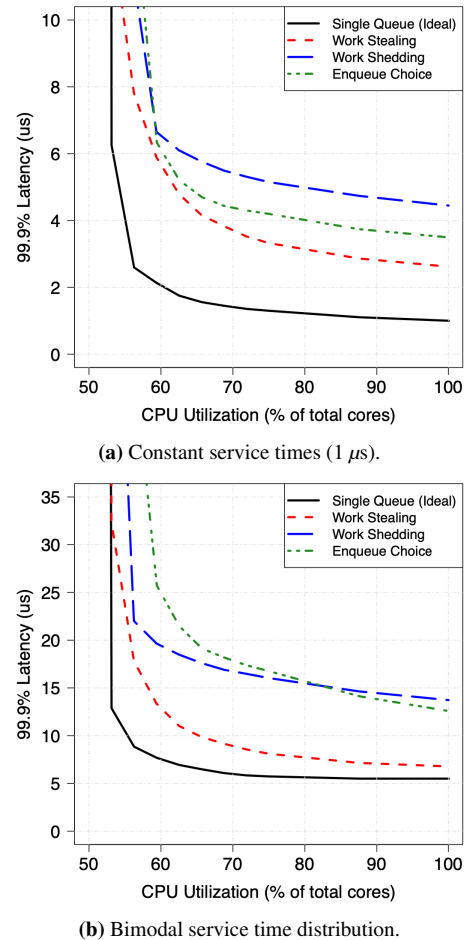 10
8
6
4
2
0
99.9% Latency (us)
Single Queue (Ideal)
Work Stealing
Work Shedding
Enqueue Choice
50 60 70 80 90 100
CPU Utilization (% of total cores)
(a) Constant service times (1 μs).
35
30
25
20
15
10
5
0
99.9% Latency (us)
Single Queue (Ideal)
Work Stealing
Work Shedding
Enqueue Choice
50 60 70 80 90 100
CPU Utilization (% of total cores)
(b) Bimodal service time distribution.